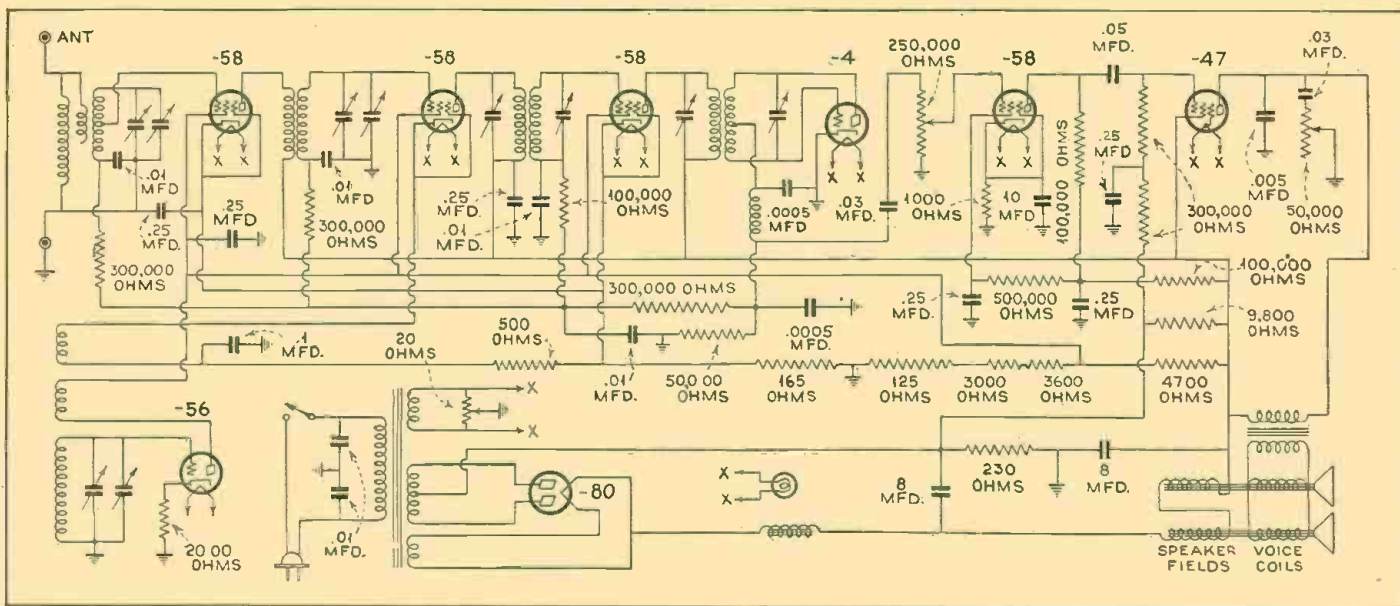 ANT
-58
-58
-58
-4
250,000
OHMS
-58
.05
MFD.
-47
.03
MFD.
.01
MFD
.25
MFD.
.25
MFD
300,000
OHMS
.01
MFD
300,000
OHMS
.25
MFD.
.01
MFD.
100,000
OHMS
.0005
MFD
.03
MFD.
1000
OHMS
10
MFD
100,000 OHMS
.25
MFD
300,000
OHMS
.005
MFD
50,000
OHMS
X X
X X
X X
X X
X X
X X
300,000 OHMS
.0005
MFD.
.25
MFD.
500,000
OHMS
.25
MFD
100,000
OHMS
9,800
OHMS
.1
MFD.
20
OHMS
500
OHMS
.01
MFD.
50,000
OHMS
165
OHMS
125
OHMS
3000
OHMS
3600
OHMS
4700
OHMS
-56
X
X
-80
X
X
8
MFD.
230
OHMS
8
MFD.
2000
OHMS
.01
MFD.
SPEAKER
FIELDS
VOICE
COILS